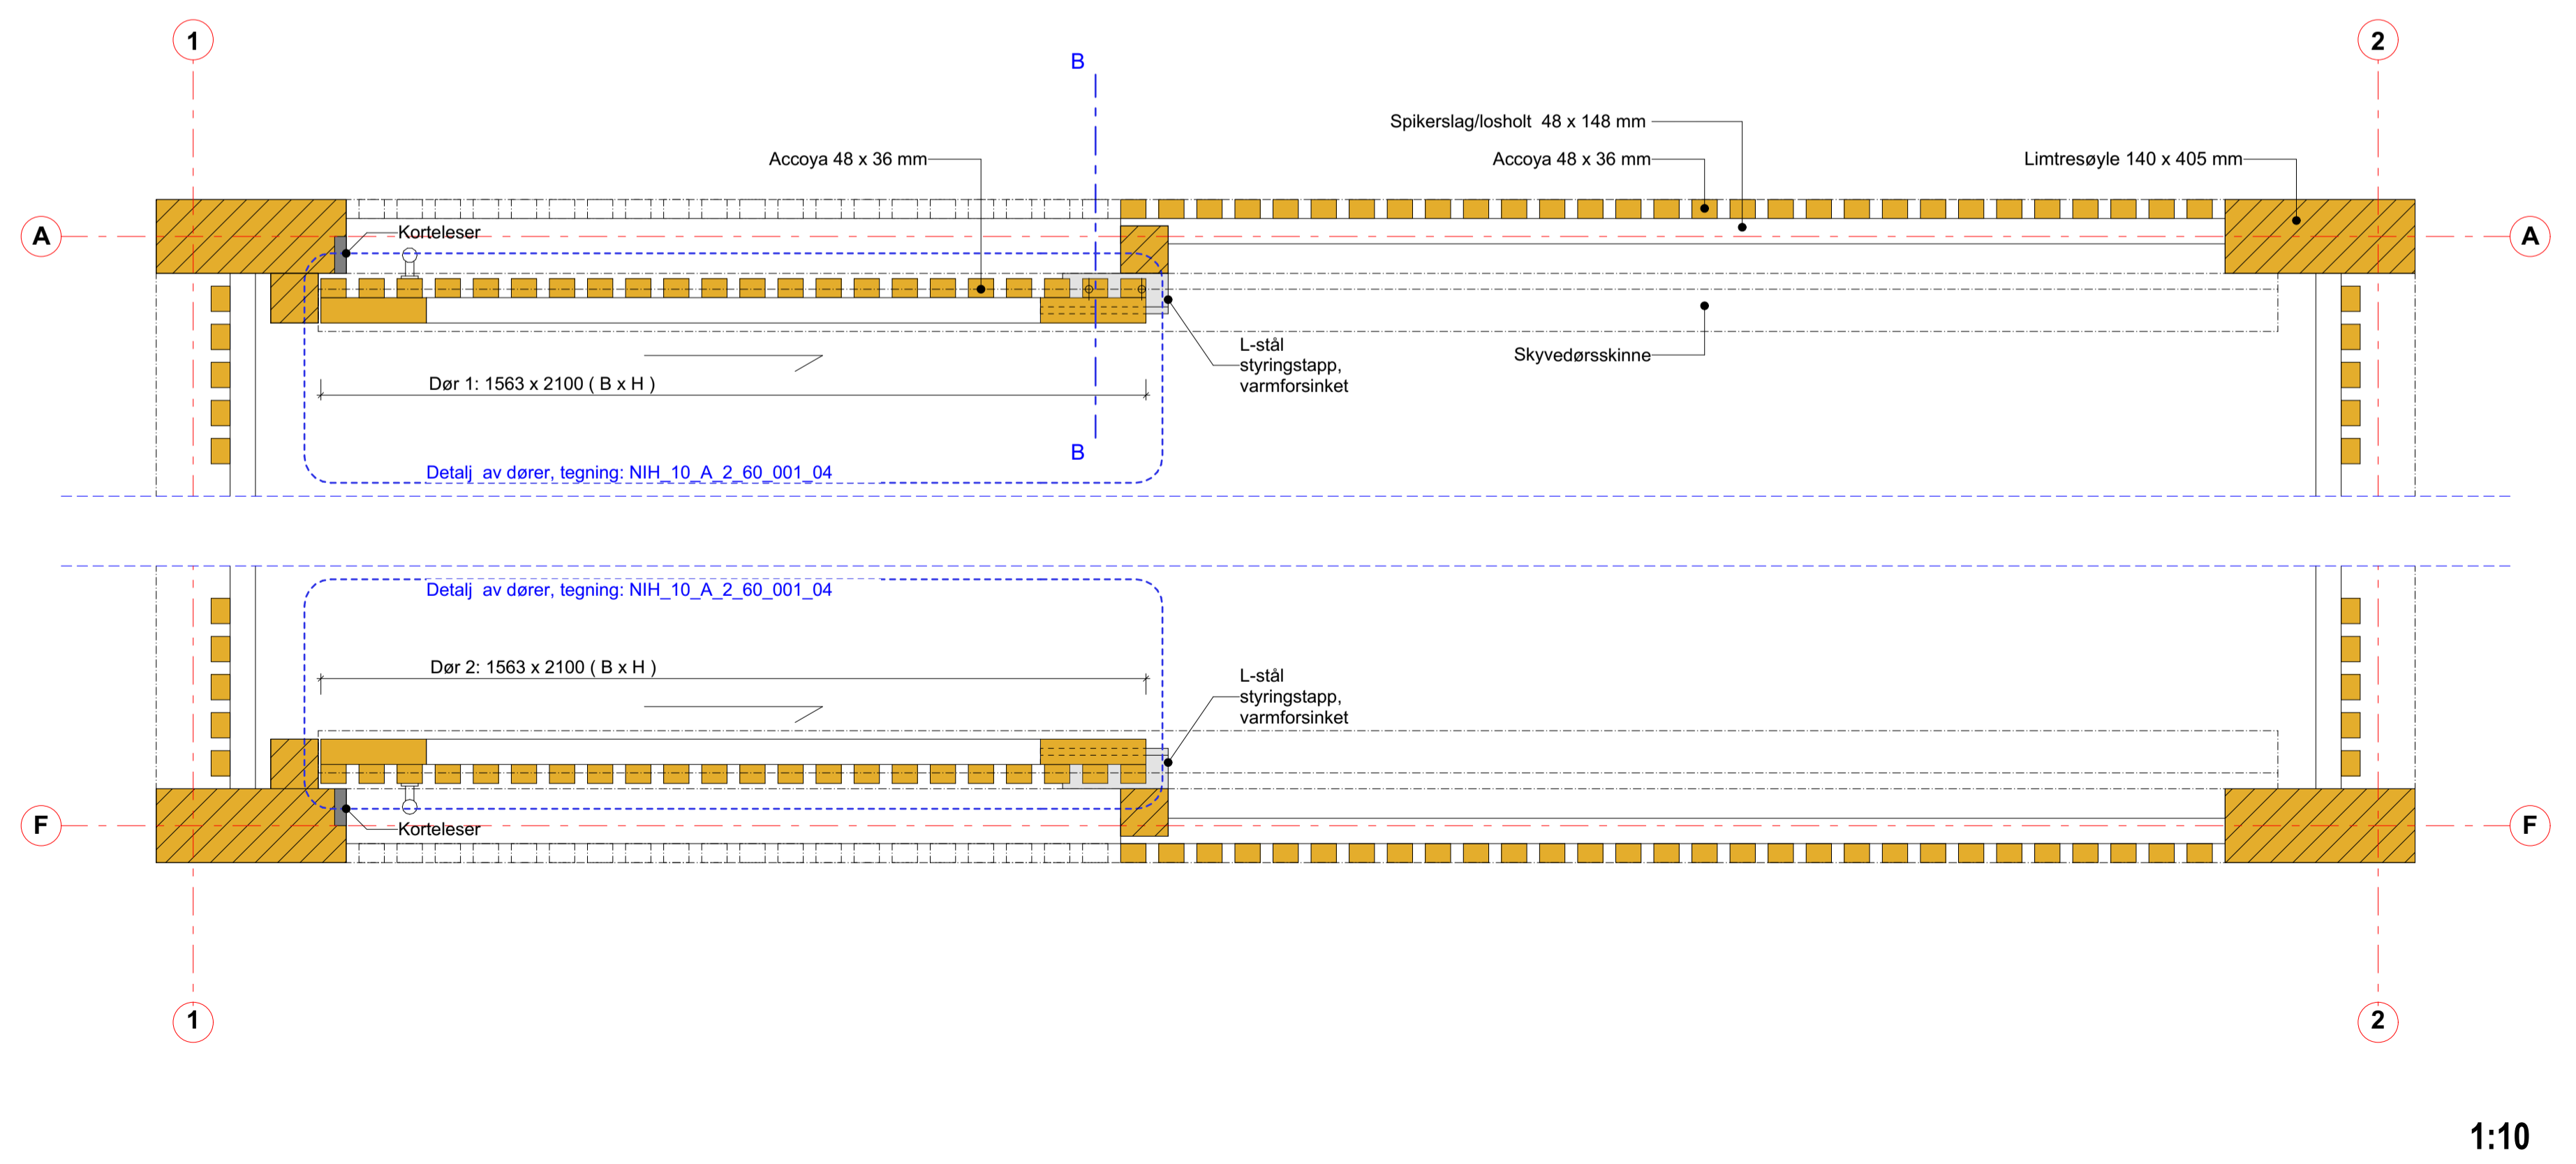 1
2
B
Spikerslag/losholt 48 x 148 mm
Accoya 48 x 36 mm
Accoya 48 x 36 mm
Limtresøyle 140 x 405 mm
A
Korteleser
A
L-stål
styringstapp,
varmforsinket
Skyvedørsskinne
Dør 1: 1563 x 2100 ( B x H )
B
Detalj av dører, tegning: NIH_10_A_2_60_001_04
Detalj av dører, tegning: NIH_10_A_2_60_001_04
Dør 2: 1563 x 2100 ( B x H )
L-stål
styringstapp,
varmforsinket
F
Korteleser
F
1
2
1:10